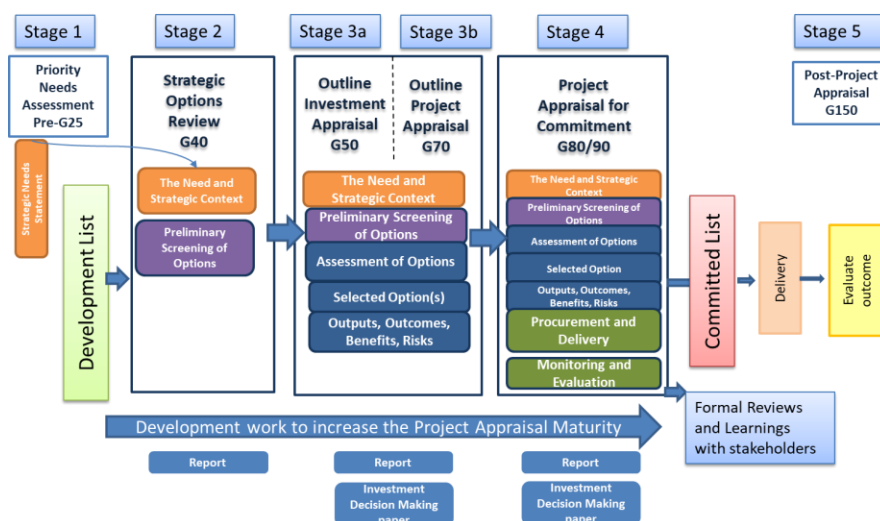 Stage 1
Stage 2
Stage 3a
Stage 3b
Stage 4
Stage 5
Priority
Needs
Assessment
Pre-G25
Strategic
Options
Review
G40
Outline
Investment
Appraisal
G50
Outline
Project
Appraisal
G70
Project
Appraisal for
Commitment
G80/90
Post-Project
Appraisal
G150
Strategic Needs
Statement
Development List
The Need and
Strategic Context
Preliminary
Screening of
Options
The Need and
Strategic Context
Preliminary Screening
of Options
Assessment of Options
Selected Option(s)
Outputs, Outcomes,
Benefits, Risks
The Need and Strategic
Context
Preliminary Screening of
Options
Assessment of Options
Selected Option
Outputs, Outcomes,
Benefits, Risks
Procurement and
Delivery
Monitoring and
Evaluation
Committed List
Delivery
Evaluate
outcome
Formal Reviews
and Learnings
with stakeholders
Development work to increase the Project Appraisal Maturity
Report
Report
Investment
Decision Making
paper
Report
Investment
Decision Making
paper